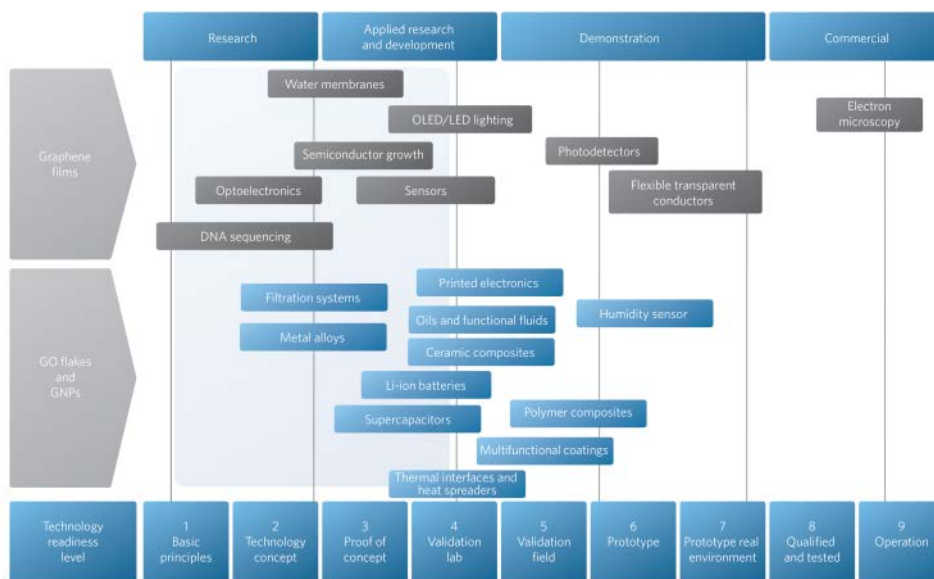 Research
Applied research
and development
Demonstration
Commercial
Graphene
films
Water membranes
OLED/LED lighting
Electron
microscopy
Semiconductor growth
Photodetectors
Optoelectronics
Sensors
Flexible transparent
conductors
DNA sequencing
GO flakes
and
GNPs
Printed electronics
Filtration systems
Oils and functional fluids
Humidity sensor
Metal alloys
Ceramic composites
Li-ion batteries
Supercapacitors
Polymer composites
Multifunctional coatings
Thermal interfaces and
heat spreaders
Technology
readiness
level
1
Basic
principles
2
Technology
concept
3
Proof of
concept
4
Validation
lab
5
Validation
field
6
Prototype
7
Prototype real
environment
8
Qualified
and tested
9
Operation